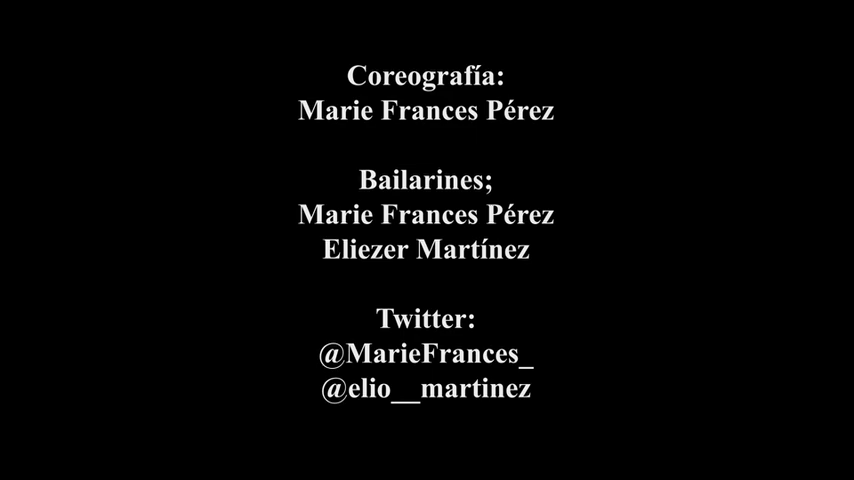 Coreografía:
Marie Frances Pérez
Bailarines;
Marie Frances Pérez
Eliezer Martínez
Twitter:
@MarieFrances_
@elio__martinez